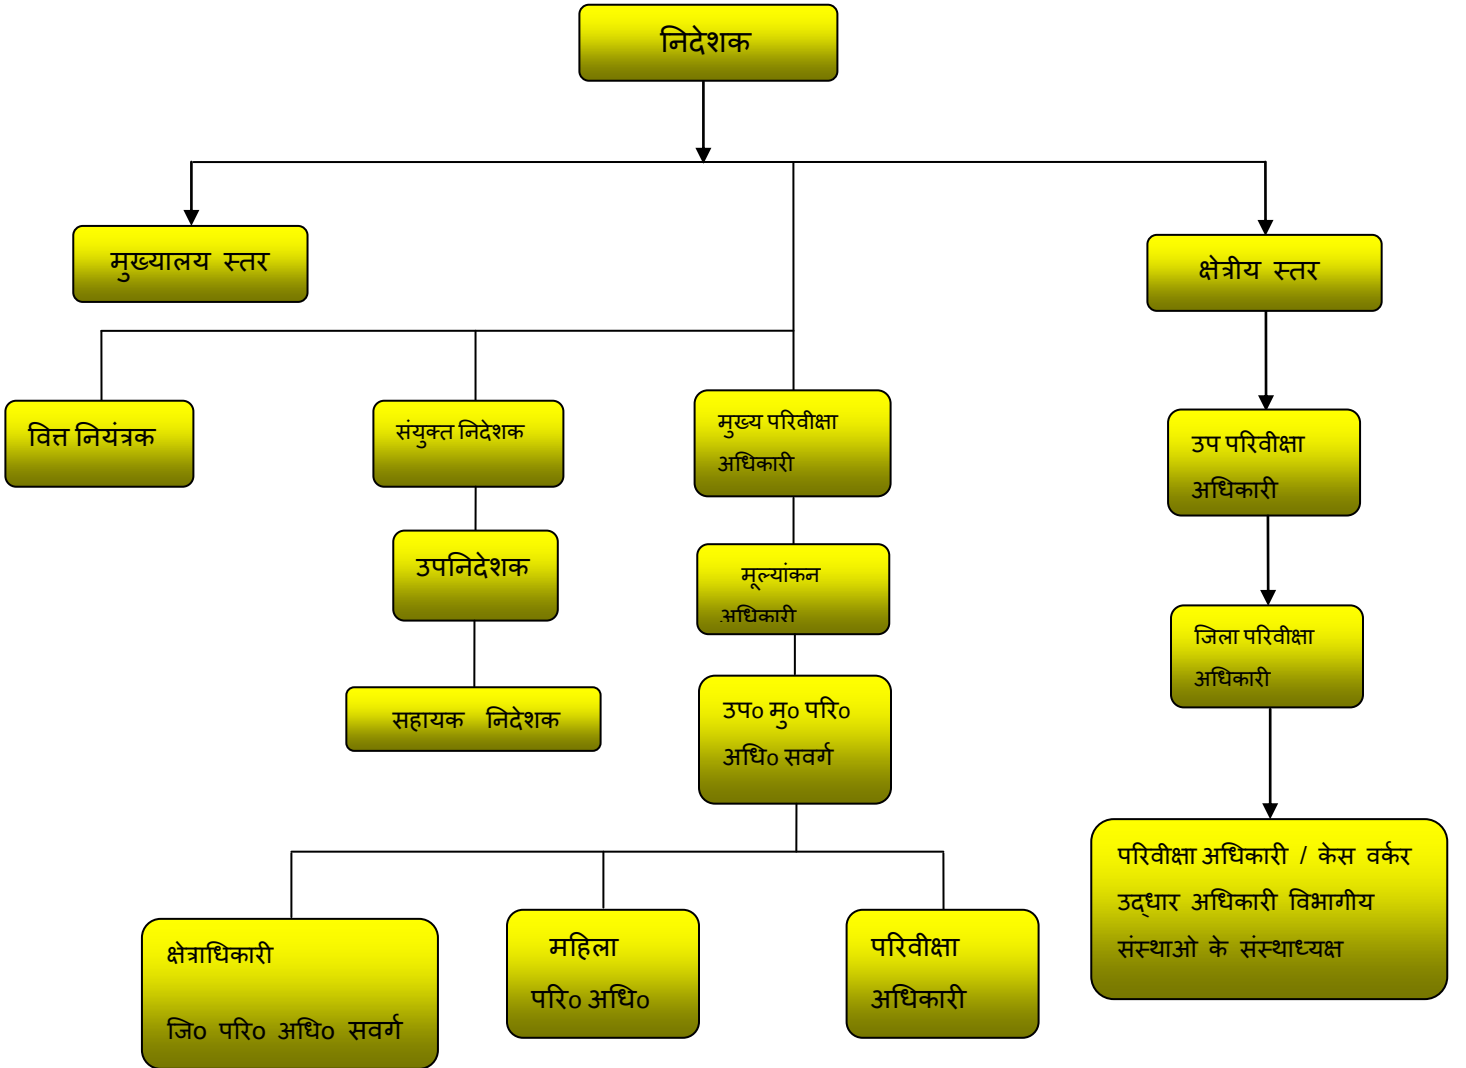 निदेशक
मुख्यालय स्तर
क्षेत्रीय स्तर
वित्त नियंत्रक
संयुक्त निदेशक
मुख्य परिवीक्षा
अधिकारी
उप परिवीक्षा
अधिकारी
उपनिदेशक
मूल्यांकन
अधिकारी
जिला परिवीक्षा
अधिकारी
सहायक निदेशक
उप० मु० परि०
अधि० सवर्ग
परिवीक्षा अधिकारी / केस वर्कर
उद्धार अधिकारी विभागीय
संस्थाओ के संस्थाध्यक्ष
क्षेत्राधिकारी
जि० परि० अधि० सवर्ग
महिला
परि० अधि०
परिवीक्षा
अधिकारी